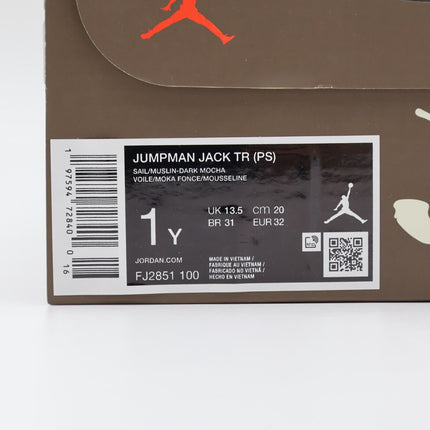 JUMPMAN JACK TR (PS)
SAIL/MUSLIN-DARK MOCHA
VOILE/MOKA FONCE/MOUSSELINE
1 Y
UK 13.5 CM 20
BR 31 EUR 32
JORDAN.COM
FJ2851 100
MADE IN VIETNAM /
FABRIQUÉ AU VIETNAM /
FABRICADO NO VIETNÃ /
HECHO EN VIETNAM
1 97594 72840 0 16